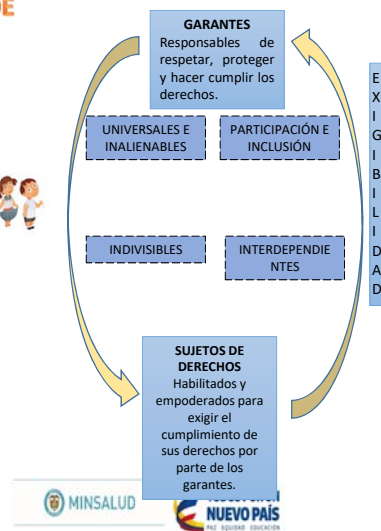 DE
GARANTES
Responsables de
respetar, proteger
y hacer cumplir los
derechos.
UNIVERSALES E
INALIENABLES
PARTICIPACIÓN E
INCLUSIÓN
E
X
I
G
I
B
I
L
I
D
A
D
INDIVISIBLES
INTERDEPENDIE
NTES
SUJETOS DE
DERECHOS
Habilitados y
empoderados para
exigir el
cumplimiento de
sus derechos por
parte de los
garantes.
MINSALUD
NUEVO PAÍS
PAZ EQUIDAD EDUCACIÓN